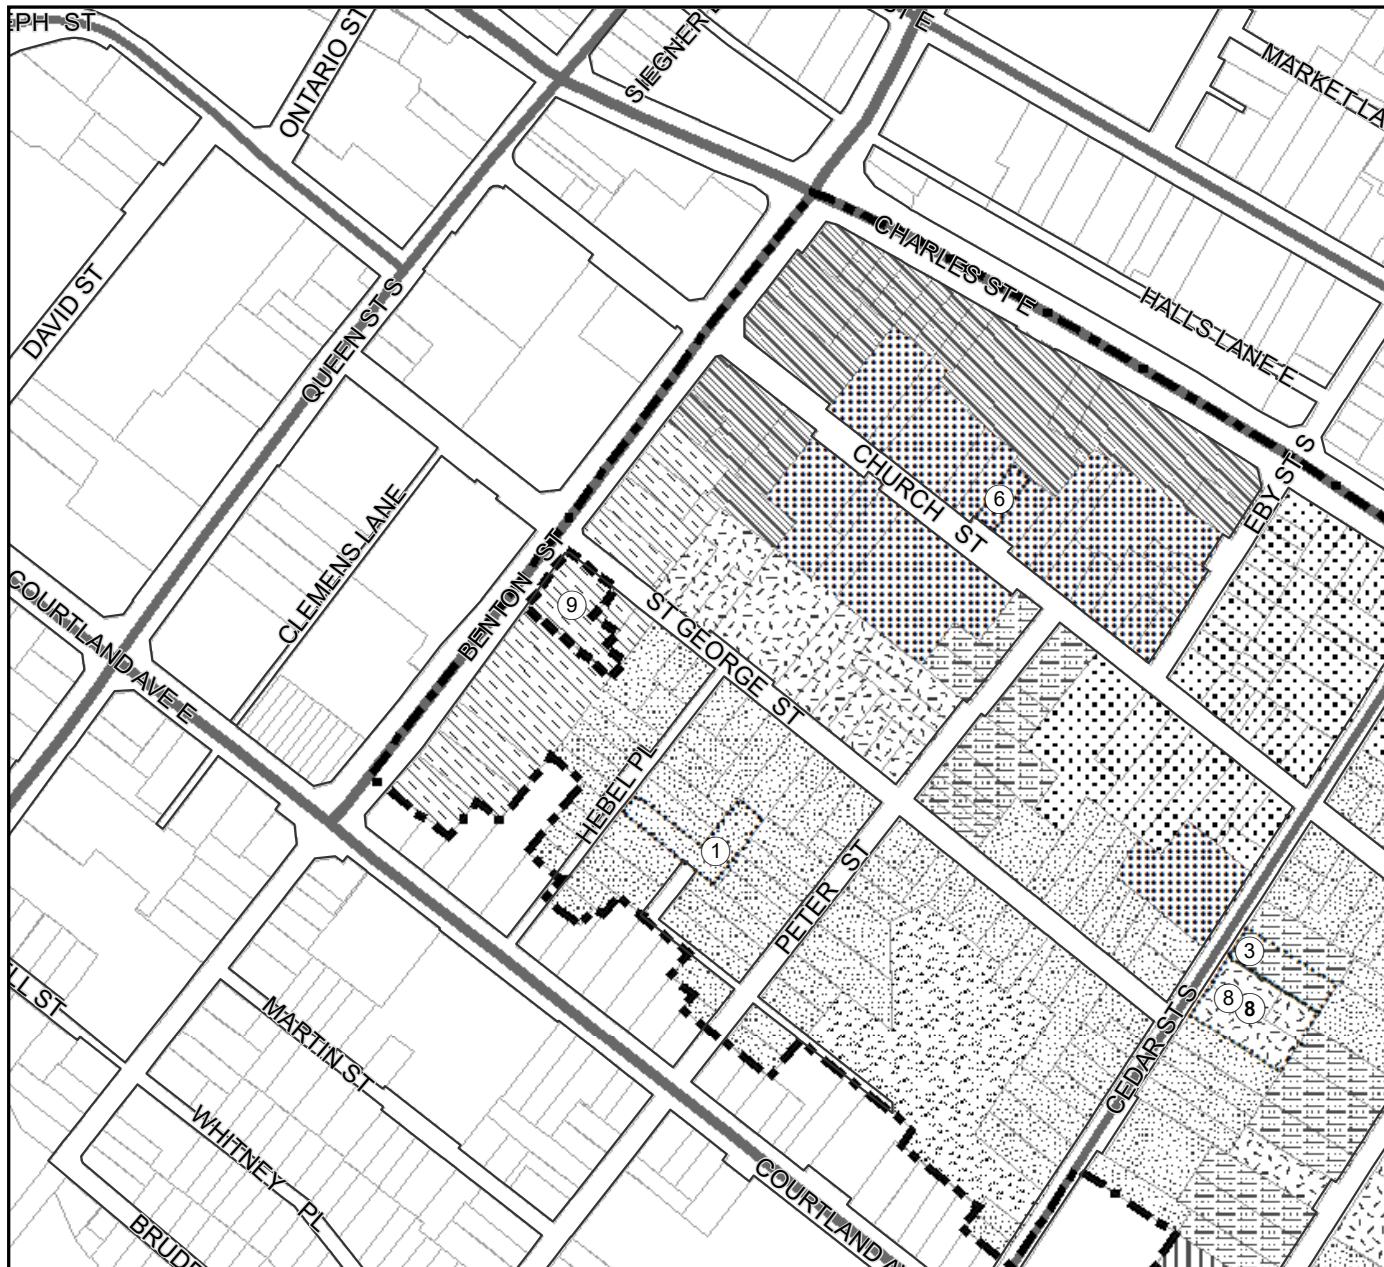 EPH ST
ONTARIO ST
SIEGNER
ST E
MARKET LA
DAVID ST
QUEEN ST S
CHARLES ST E
HALLS LANE E
CHURCH ST
6
EBY ST S
CLEMENS LANE
COURTLAND AVE E
BENTON ST
9
ST GEORGE ST
HEBEL PL
1
PETER ST
3
8
8
CEDAR ST S
LL ST
MARTIN ST
WHITNEY PL
BRUDE
COURTLAND A